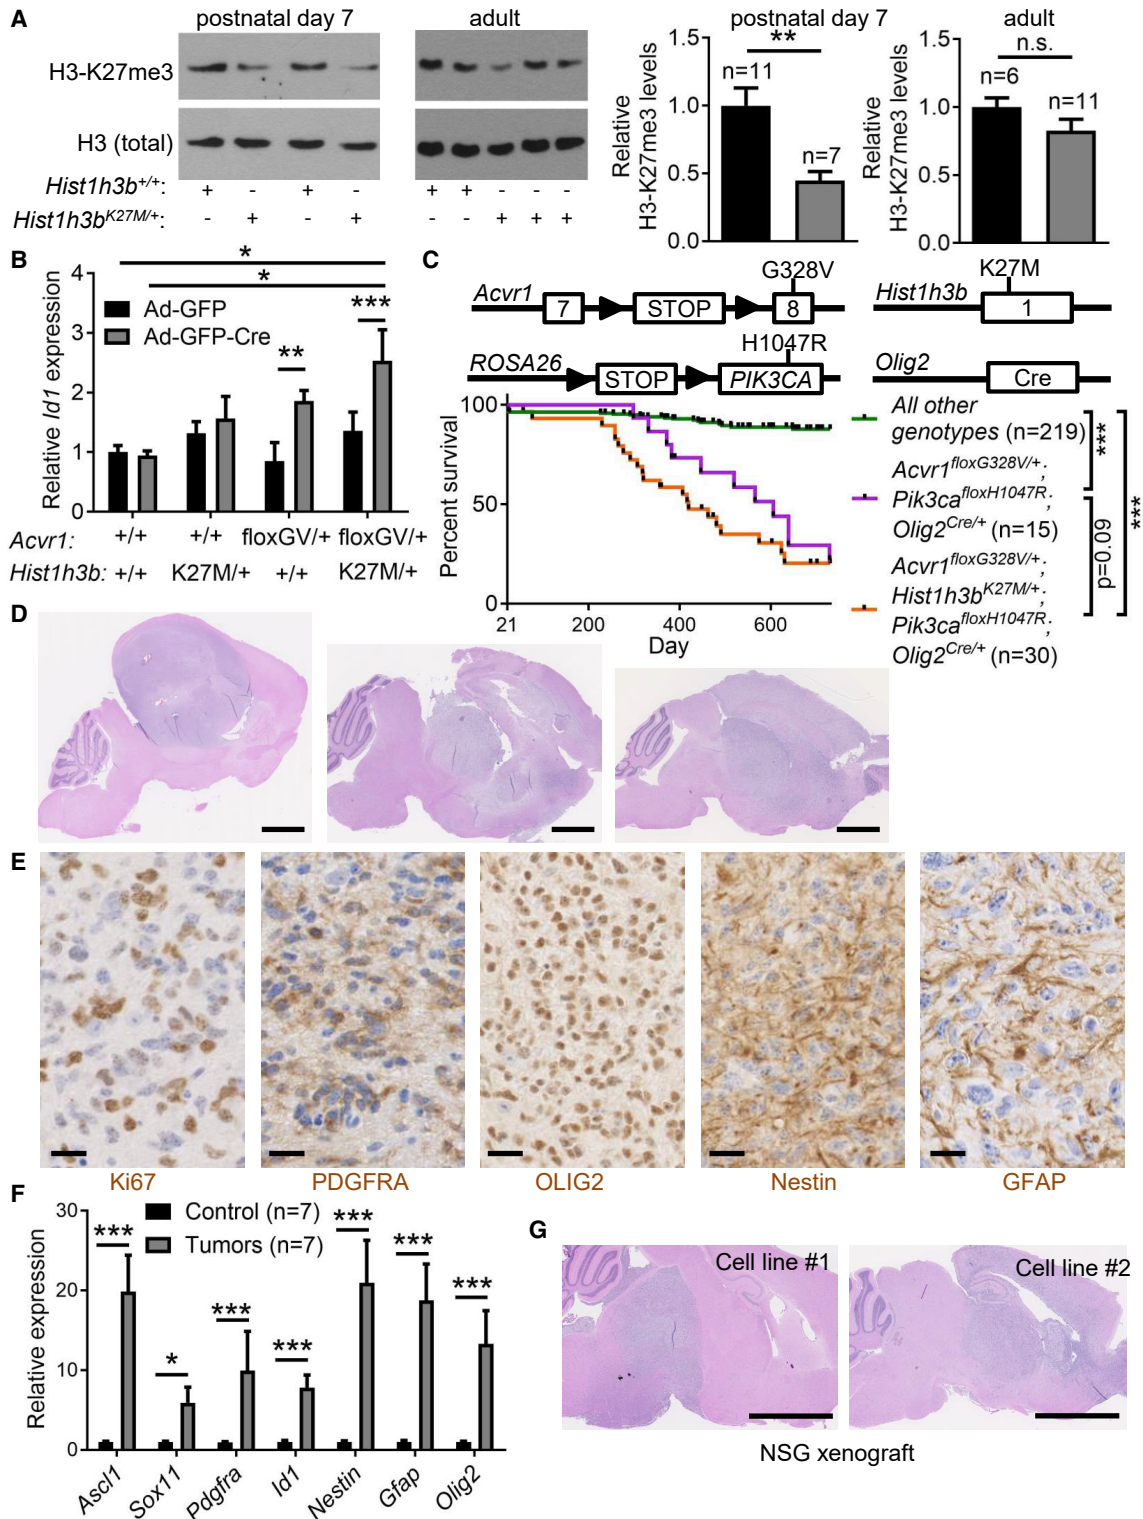 A
postnatal day 7
adult
H3-K27me3
H3 (total)
Hist1h3b+/+:
+ - + - + + - - -
Hist1h3bK27M/+:
- + - + - - + + +
postnatal day 7
adult
Relative
H3-K27me3 levels
1.5
1.0
0.5
0.0
n=11
**
n=7
Relative
H3-K27me3 levels
1.5
1.0
0.5
0.0
n=6
n.s.
n=11
B
Relative Id1 expression
4
3
2
1
0
Ad-GFP
Ad-GFP-Cre
*
*
**
***
Acvr1: +/+ +/+ floxGV/+ floxGV/+
Hist1h3b: +/+ K27M/+ +/+ K27M/+
C
Acvr1
7
STOP
G328V
8
Hist1h3b
K27M
1
ROSA26
STOP
H1047R
PIK3CA
Olig2
Cre
Percent survival
100
50
0
21 200 400 600
Day
All other
genotypes (n=219)
Acvr1floxG328V/+;
Pik3cafloxH1047R;
Olig2Cre/+ (n=15)
Acvr1floxG328V/+;
Hist1h3bK27M/+;
Pik3cafloxH1047R;
Olig2Cre/+ (n=30)
***
p=0.09
***
D
E
Ki67
PDGFRA
OLIG2
Nestin
GFAP
F
Relative expression
30
20
10
0
Control (n=7)
Tumors (n=7)
***
*
***
***
***
***
***
Ascl1
Sox11
Pdgfra
Id1
Nestin
Gfap
Olig2
G
Cell line #1
Cell line #2
NSG xenograft